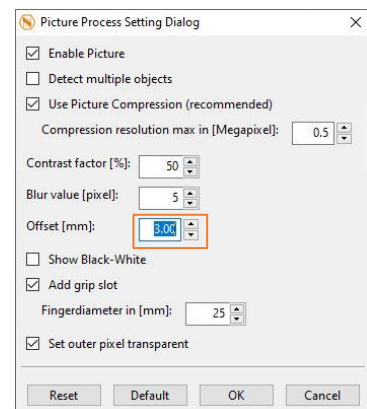 Picture Process Setting Dialog
Enable Picture
Detect multiple objects
Use Picture Compression (recommended)
Compression resolution max in [Megapixel]: 0.5
Contrast factor [%]: 50
Blur value [pixel]: 5
Offset [mm]: 3.00
Show Black-White
Add grip slot
Fingerdiameter in [mm]: 25
Set outer pixel transparent
Reset Default OK Cancel